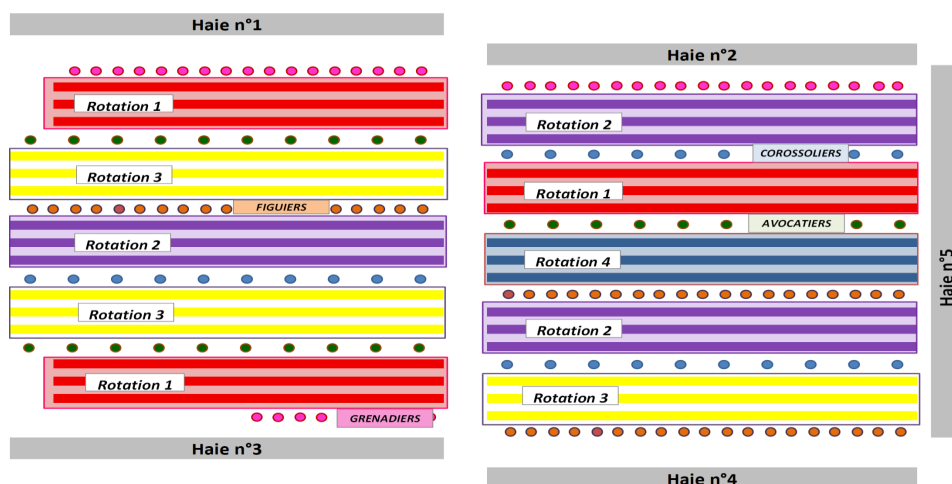 Haie n°1
Rotation 1
Rotation 3
FIGUIERS
Rotation 2
Rotation 3
Rotation 1
GRENADIERS
Haie n°3
Haie n°2
Rotation 2
COROSSOLIERS
Rotation 1
AVOCATIERS
Rotation 4
Rotation 2
Rotation 3
Haie n°4
Haie n°5